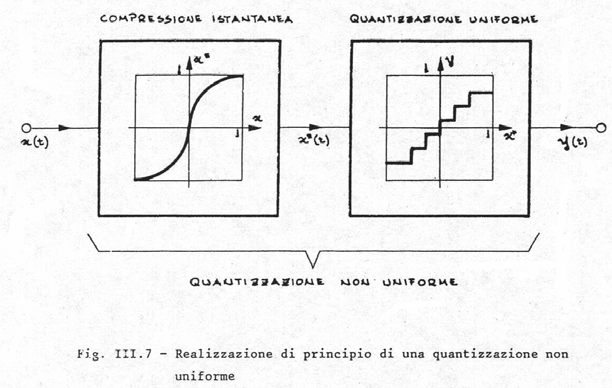 COMPRESSIONE ISTANTANEA
QUANTIZZAZIONE UNIFORME
1 x*
x
1
1 y
x*
1
x(t)
x*(t)
y(t)
QUANTIZZAZIONE NON UNIFORME
Fig. III.7 - Realizzazione di principio di una quantizzazione non
uniforme